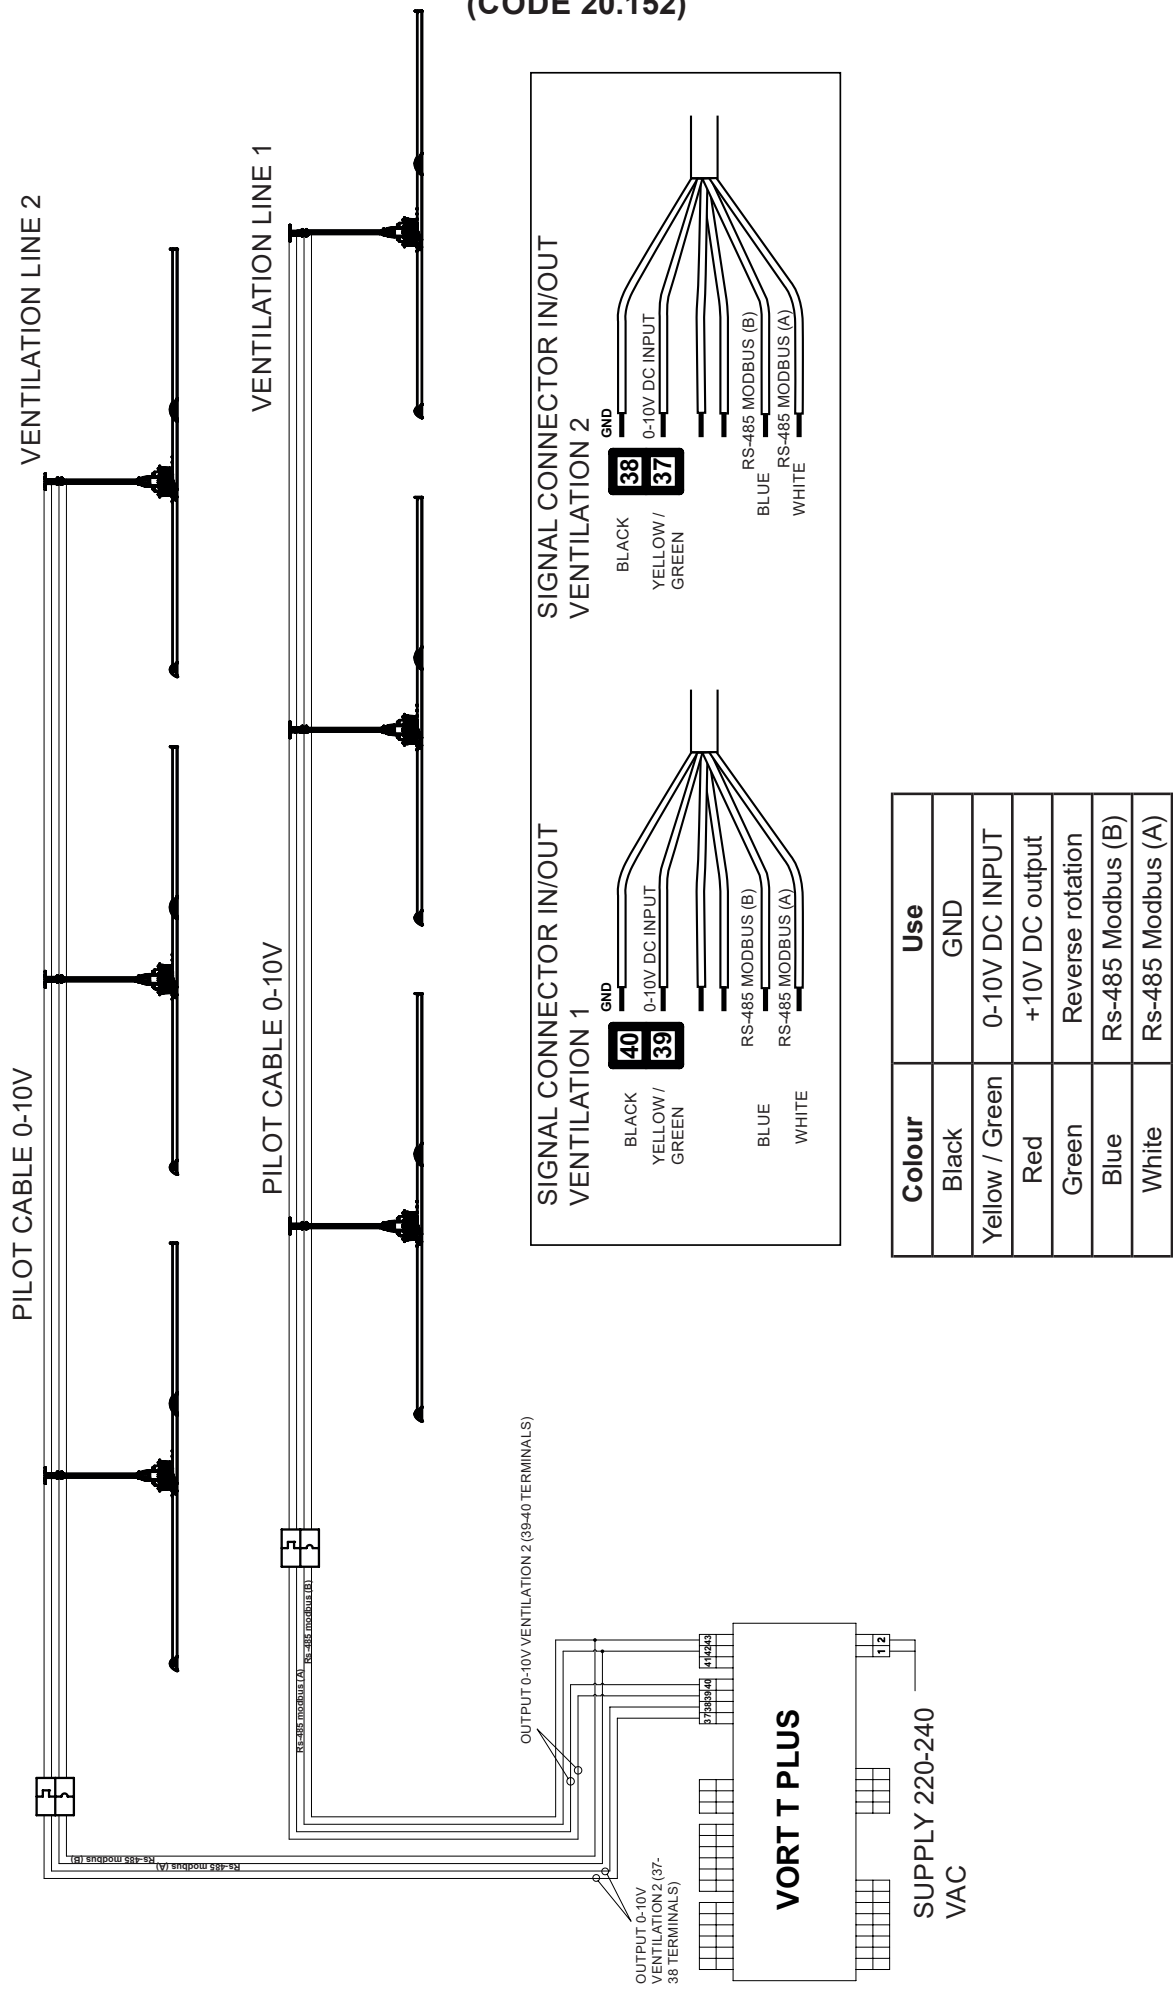 (CODE 20.152)
VENTILATION LINE 2
PILOT CABLE 0-10V
VENTILATION LINE 1
PILOT CABLE 0-10V
SIGNAL CONNECTOR IN/OUT
VENTILATION 1
GND
40
BLACK
0-10V DC INPUT
39
YELLOW /
GREEN
RS-485 MODBUS (B)
BLUE
RS-485 MODBUS (A)
WHITE
SIGNAL CONNECTOR IN/OUT
VENTILATION 2
GND
38
BLACK
0-10V DC INPUT
37
YELLOW /
GREEN
RS-485 MODBUS (B)
BLUE
RS-485 MODBUS (A)
WHITE
Colour Use
Black GND
Yellow / Green 0-10V DC INPUT
Red +10V DC output
Green Reverse rotation
Blue Rs-485 Modbus (B)
White Rs-485 Modbus (A)
Rs-485 modbus (B)
Rs-485 modbus (A)
Rs-485 modbus (A)
Rs-485 modbus (B)
OUTPUT 0-10V VENTILATION 2 (39-40 TERMINALS)
OUTPUT 0-10V
VENTILATION 2 (37-
38 TERMINALS)
37 38 39 40
41 42 43
VORT T PLUS
1 2
SUPPLY 220-240
VAC